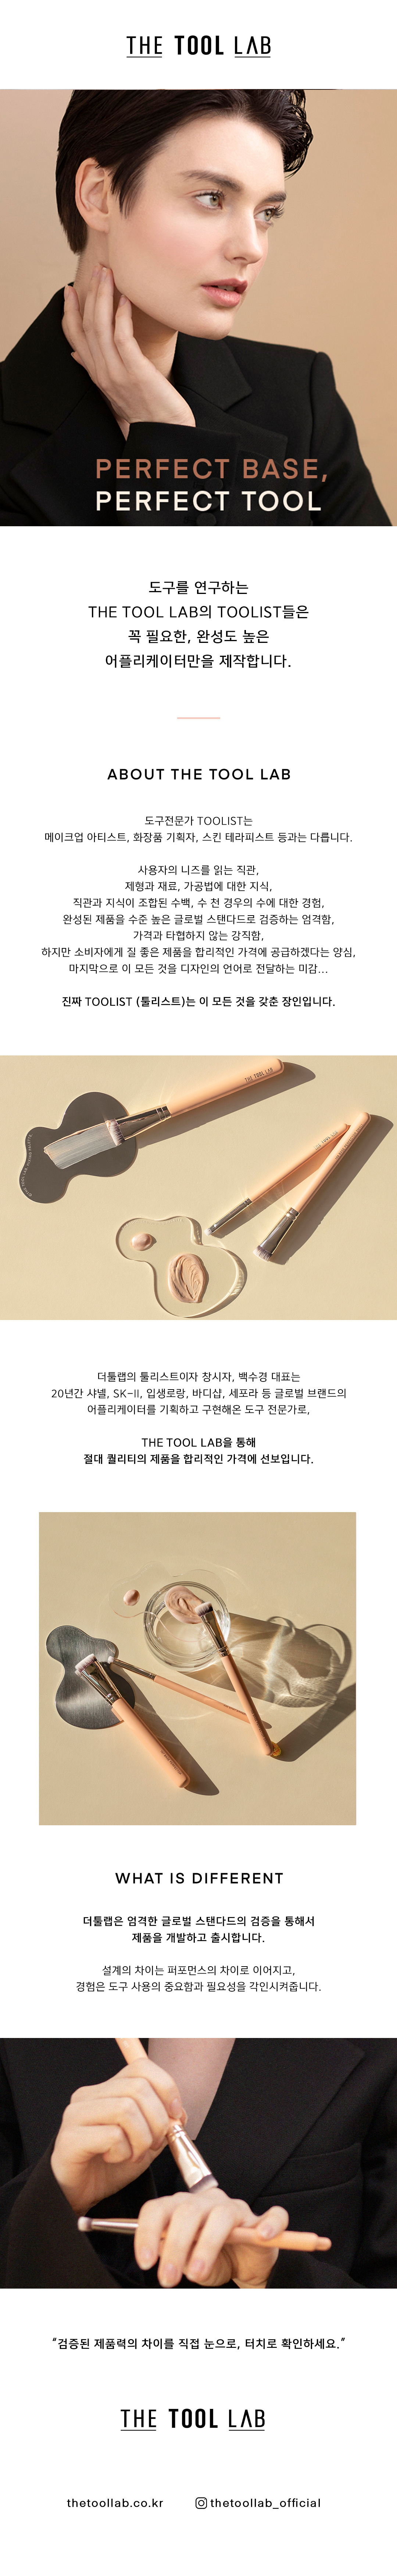 THE TOOL LAB
PERFECT BASE,
PERFECT TOOL
도구를 연구하는
THE TOOL LAB의 TOOLIST들은
꼭 필요한, 완성도 높은
어플리케이터만을 제작합니다.
ABOUT THE TOOL LAB
도구전문가 TOOLIST는
메이크업 아티스트, 화장품 기획자, 스킨 테라피스트 등과는 다릅니다.
사용자의 니즈를 읽는 직관,
제형과 재료, 가공법에 대한 지식,
직관과 지식이 조합된 수백, 수 천 경우의 수에 대한 경험,
완성된 제품을 수준 높은 글로벌 스탠다드로 검증하는 엄격함,
가격과 타협하지 않는 강직함,
하지만 소비자에게 질 좋은 제품을 합리적인 가격에 공급하겠다는 양심,
마지막으로 이 모든 것을 디자인의 언어로 전달하는 미감...
진짜 TOOLIST (툴리스트)는 이 모든 것을 갖춘 장인입니다.
THE TOOL LAB
더툴랩의 툴리스트이자 창시자, 백수경 대표는
20년간 샤넬, SK-II, 입생로랑, 바디샵, 세포라 등 글로벌 브랜드의
어플리케이터를 기획하고 구현해온 도구 전문가로,
THE TOOL LAB을 통해
절대 퀄리티의 제품을 합리적인 가격에 선보입니다.
WHAT IS DIFFERENT
더툴랩은 엄격한 글로벌 스탠다드의 검증을 통해서
제품을 개발하고 출시합니다.
설계의 차이는 퍼포먼스의 차이로 이어지고,
경험은 도구 사용의 중요함과 필요성을 각인시켜줍니다.
"검증된 제품력의 차이를 직접 눈으로, 터치로 확인하세요."
THE TOOL LAB
thetoollab.co.kr
thetoollab_official